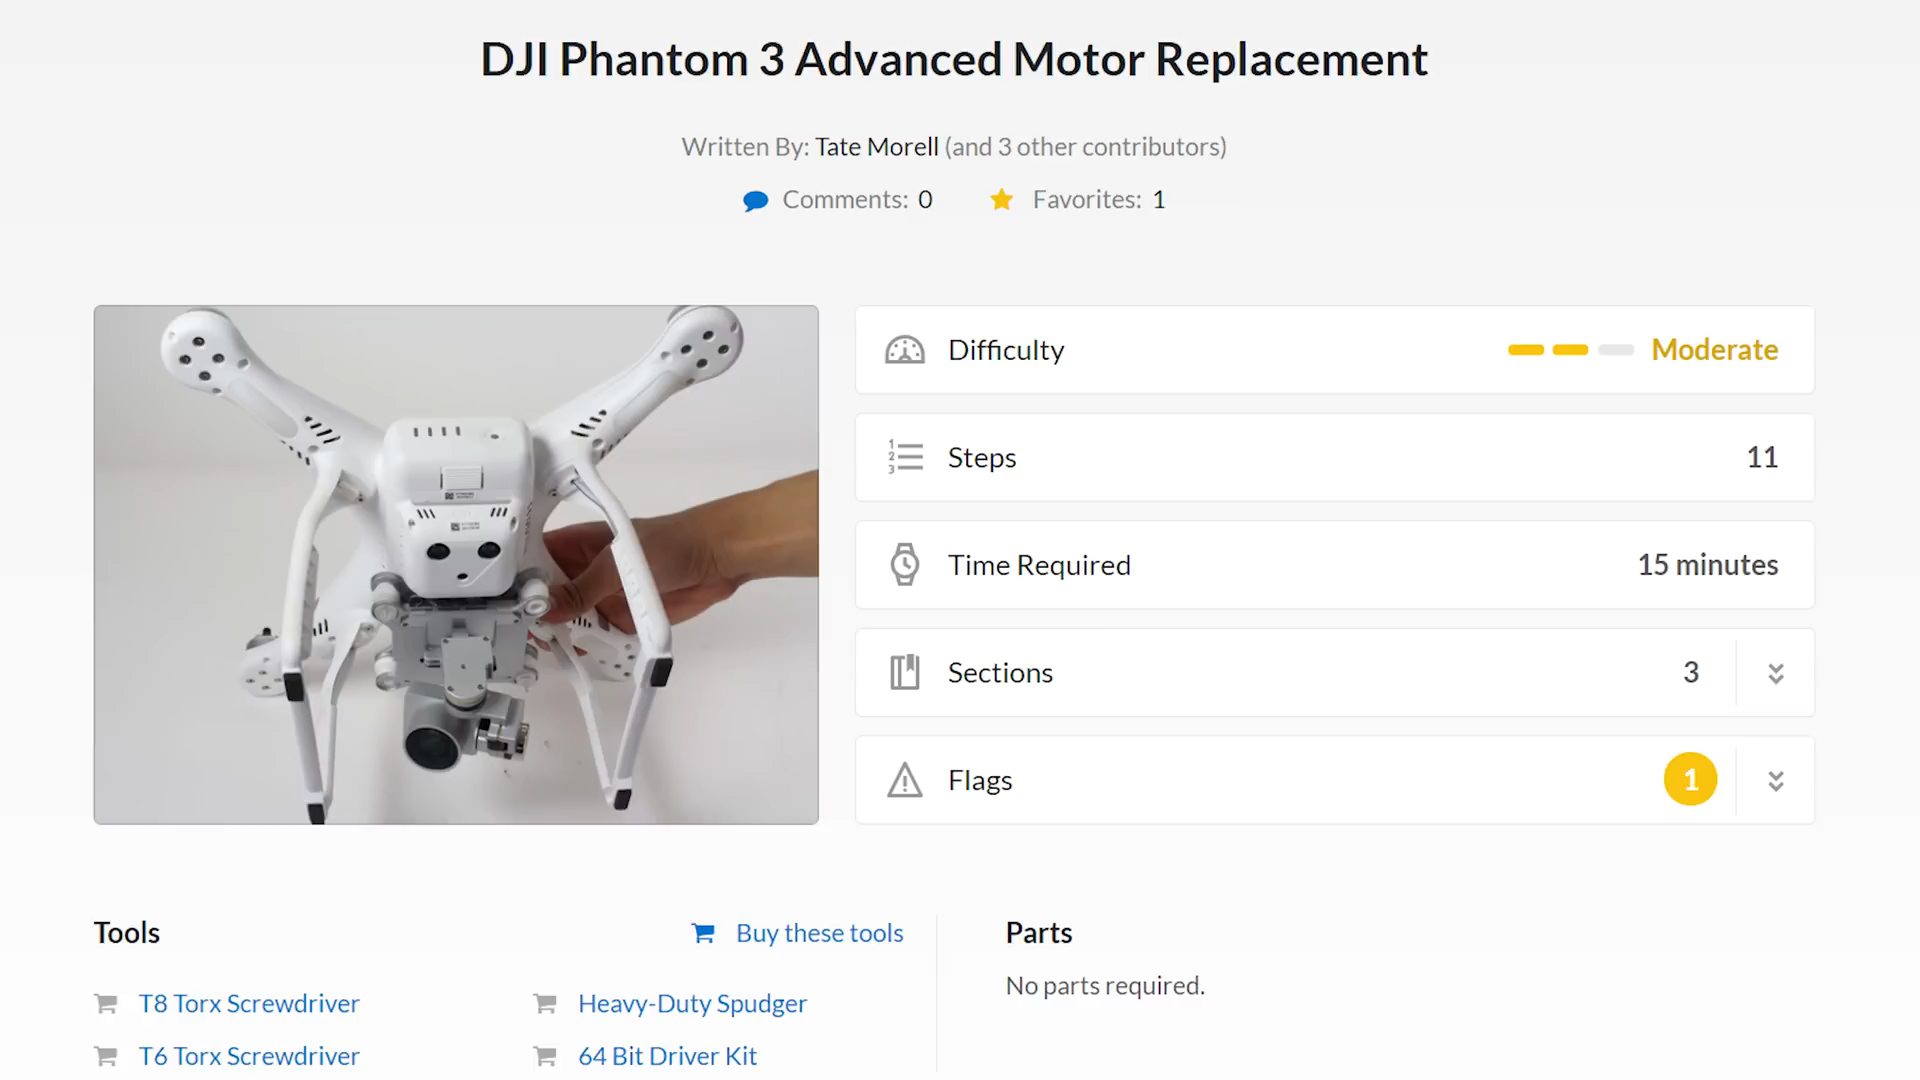 DJI Phantom 3 Advanced Motor Replacement
Written By: Tate Morell (and 3 other contributors)
Comments: 0 Favorites: 1
Difficulty Moderate
Steps 11
Time Required 15 minutes
Sections 3
Flags 1
Tools Buy these tools
T8 Torx Screwdriver Heavy-Duty Spudger
T6 Torx Screwdriver 64 Bit Driver Kit
Parts
No parts required.